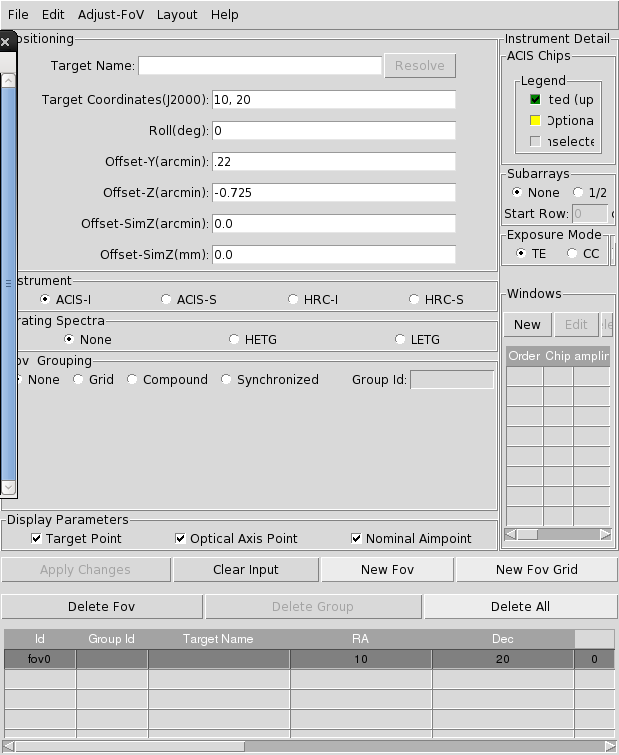 File Edit Adjust-FoV Layout Help
ositioning
Instrument Detail
ACIS Chips
Target Name: Resolve
Legend
ted (up
Target Coordinates(J2000): 10, 20
Optiona
Roll(deg): 0
nselecte
Offset-Y(arcmin): .22
Subarrays
Offset-Z(arcmin): -0.725
None 1/2
Start Row: 0
Offset-SimZ(arcmin): 0.0
Exposure Mode
Offset-SimZ(mm): 0.0
TE CC
strument
Windows
ACIS-I ACIS-S HRC-I HRC-S
rating Spectra
New Edit le
None HETG LETG
Order Chip amplin
ov Grouping
None Grid Compound Synchronized Group Id:
Display Parameters
Target Point Optical Axis Point Nominal Aimpoint
Apply Changes Clear Input New Fov New Fov Grid
Delete Fov Delete Group Delete All
Id Group Id Target Name RA Dec
fov0 10 20 0